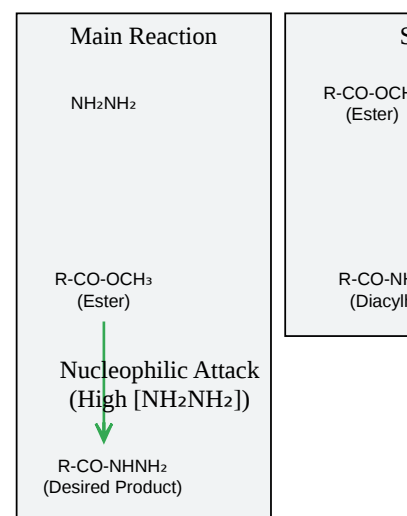 Main Reaction
NH₂NH₂
R-CO-OCH₃
(Ester)
Nucleophilic Attack
(High [NH₂NH₂])
R-CO-NHNH₂
(Desired Product)
(Ester)